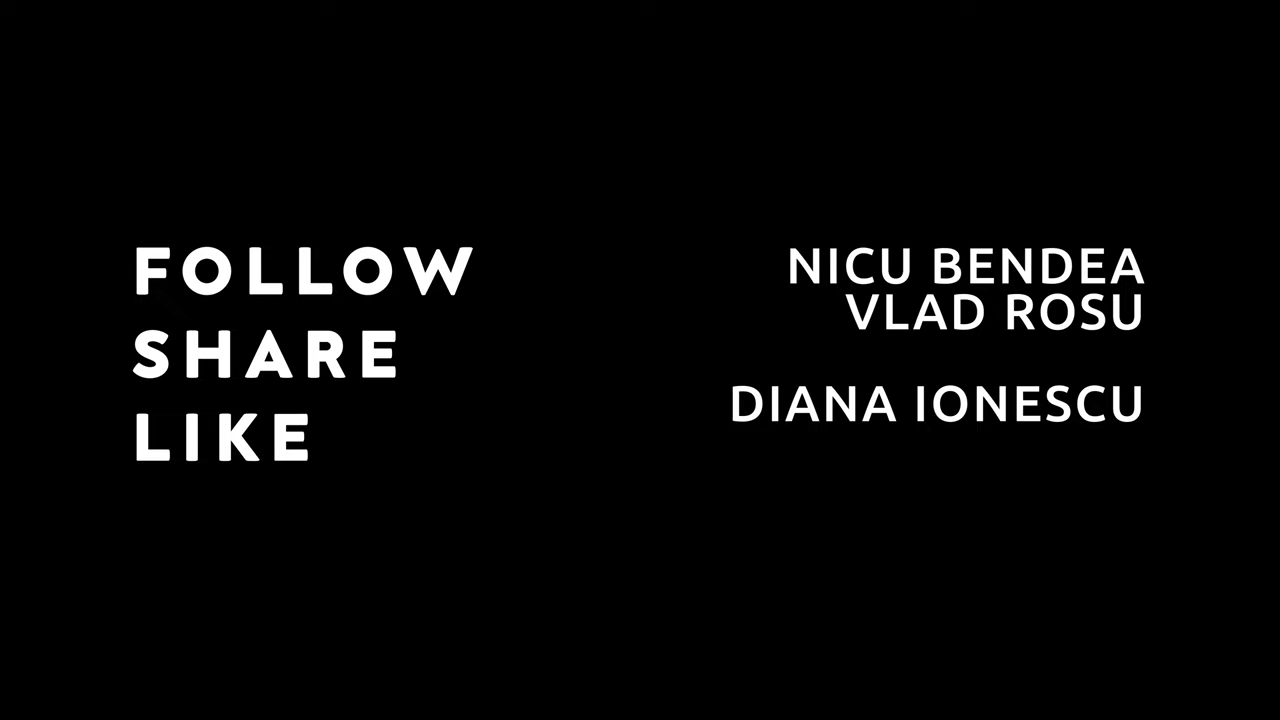 FOLLOW
SHARE
LIKE
NICU BENDEA
VLAD ROSU
DIANA IONESCU